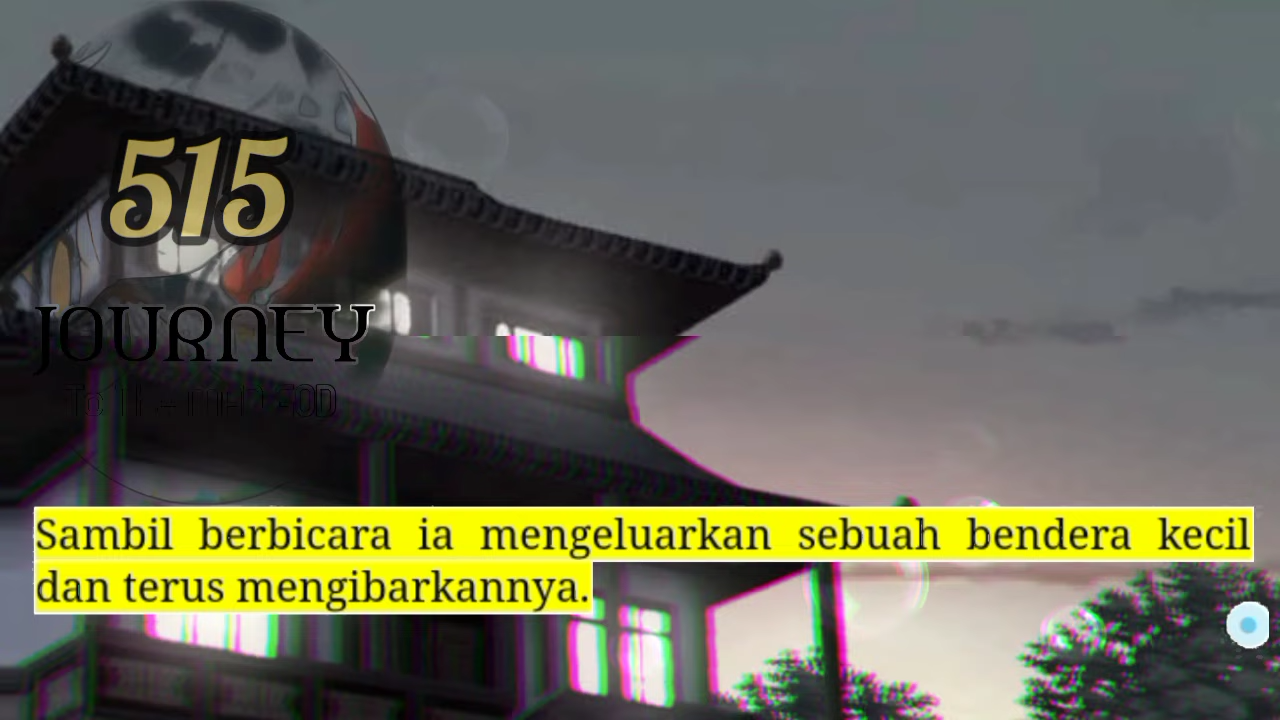 515
JOURNEY
Sambil berbicara ia mengeluarkan sebuah bendera kecil
dan terus mengibarkannya.